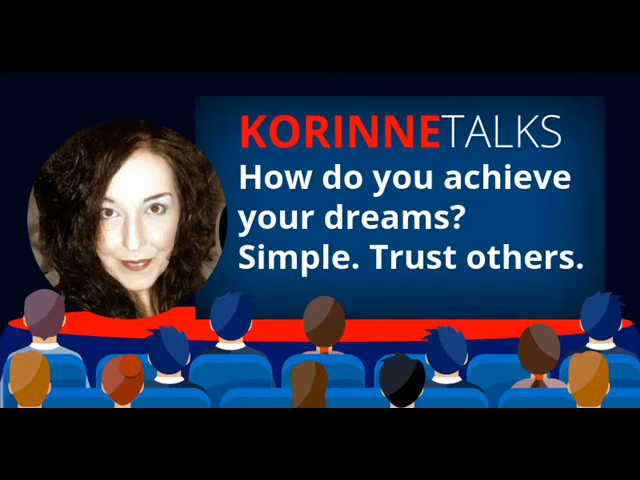 KORINNETALKS
How do you achieve
your dreams?
Simple. Trust others.